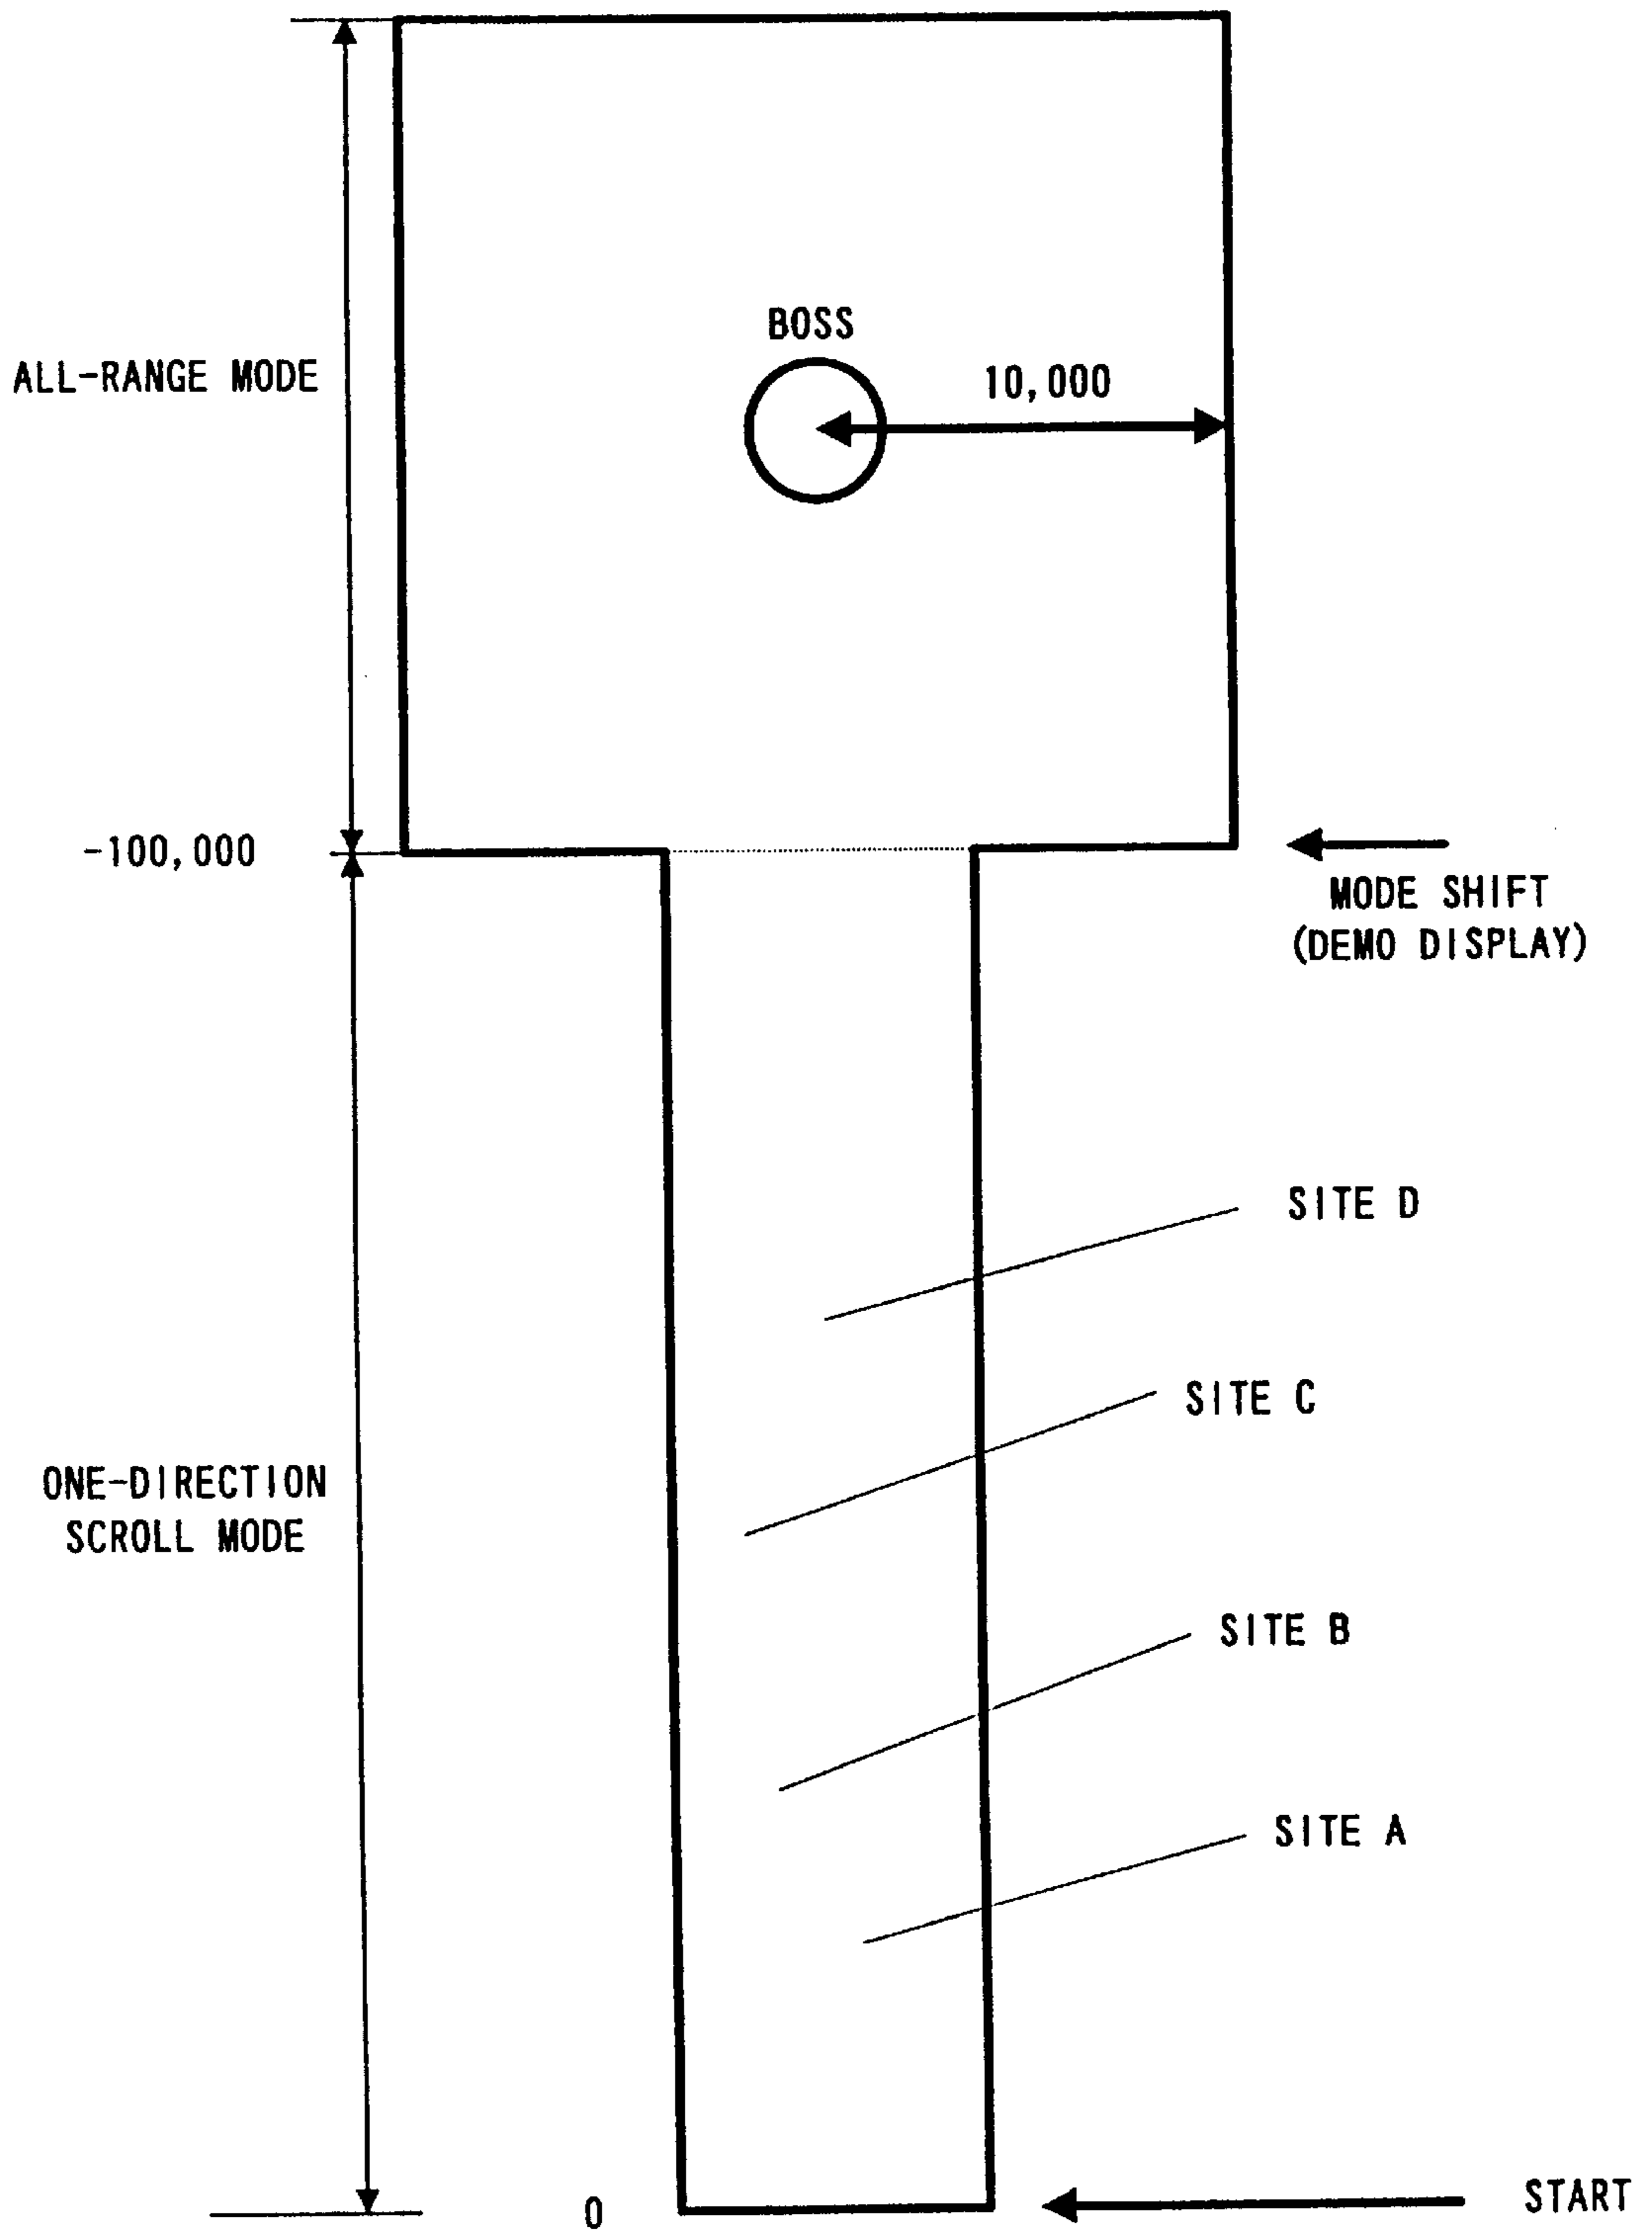 BOSS
ALL-RANGE MODE
10,000
-100,000
MODE SHIFT
(DEMO DISPLAY)
SITE D
SITE C
ONE-DIRECTION
SCROLL MODE
SITE B
SITE A
0
START